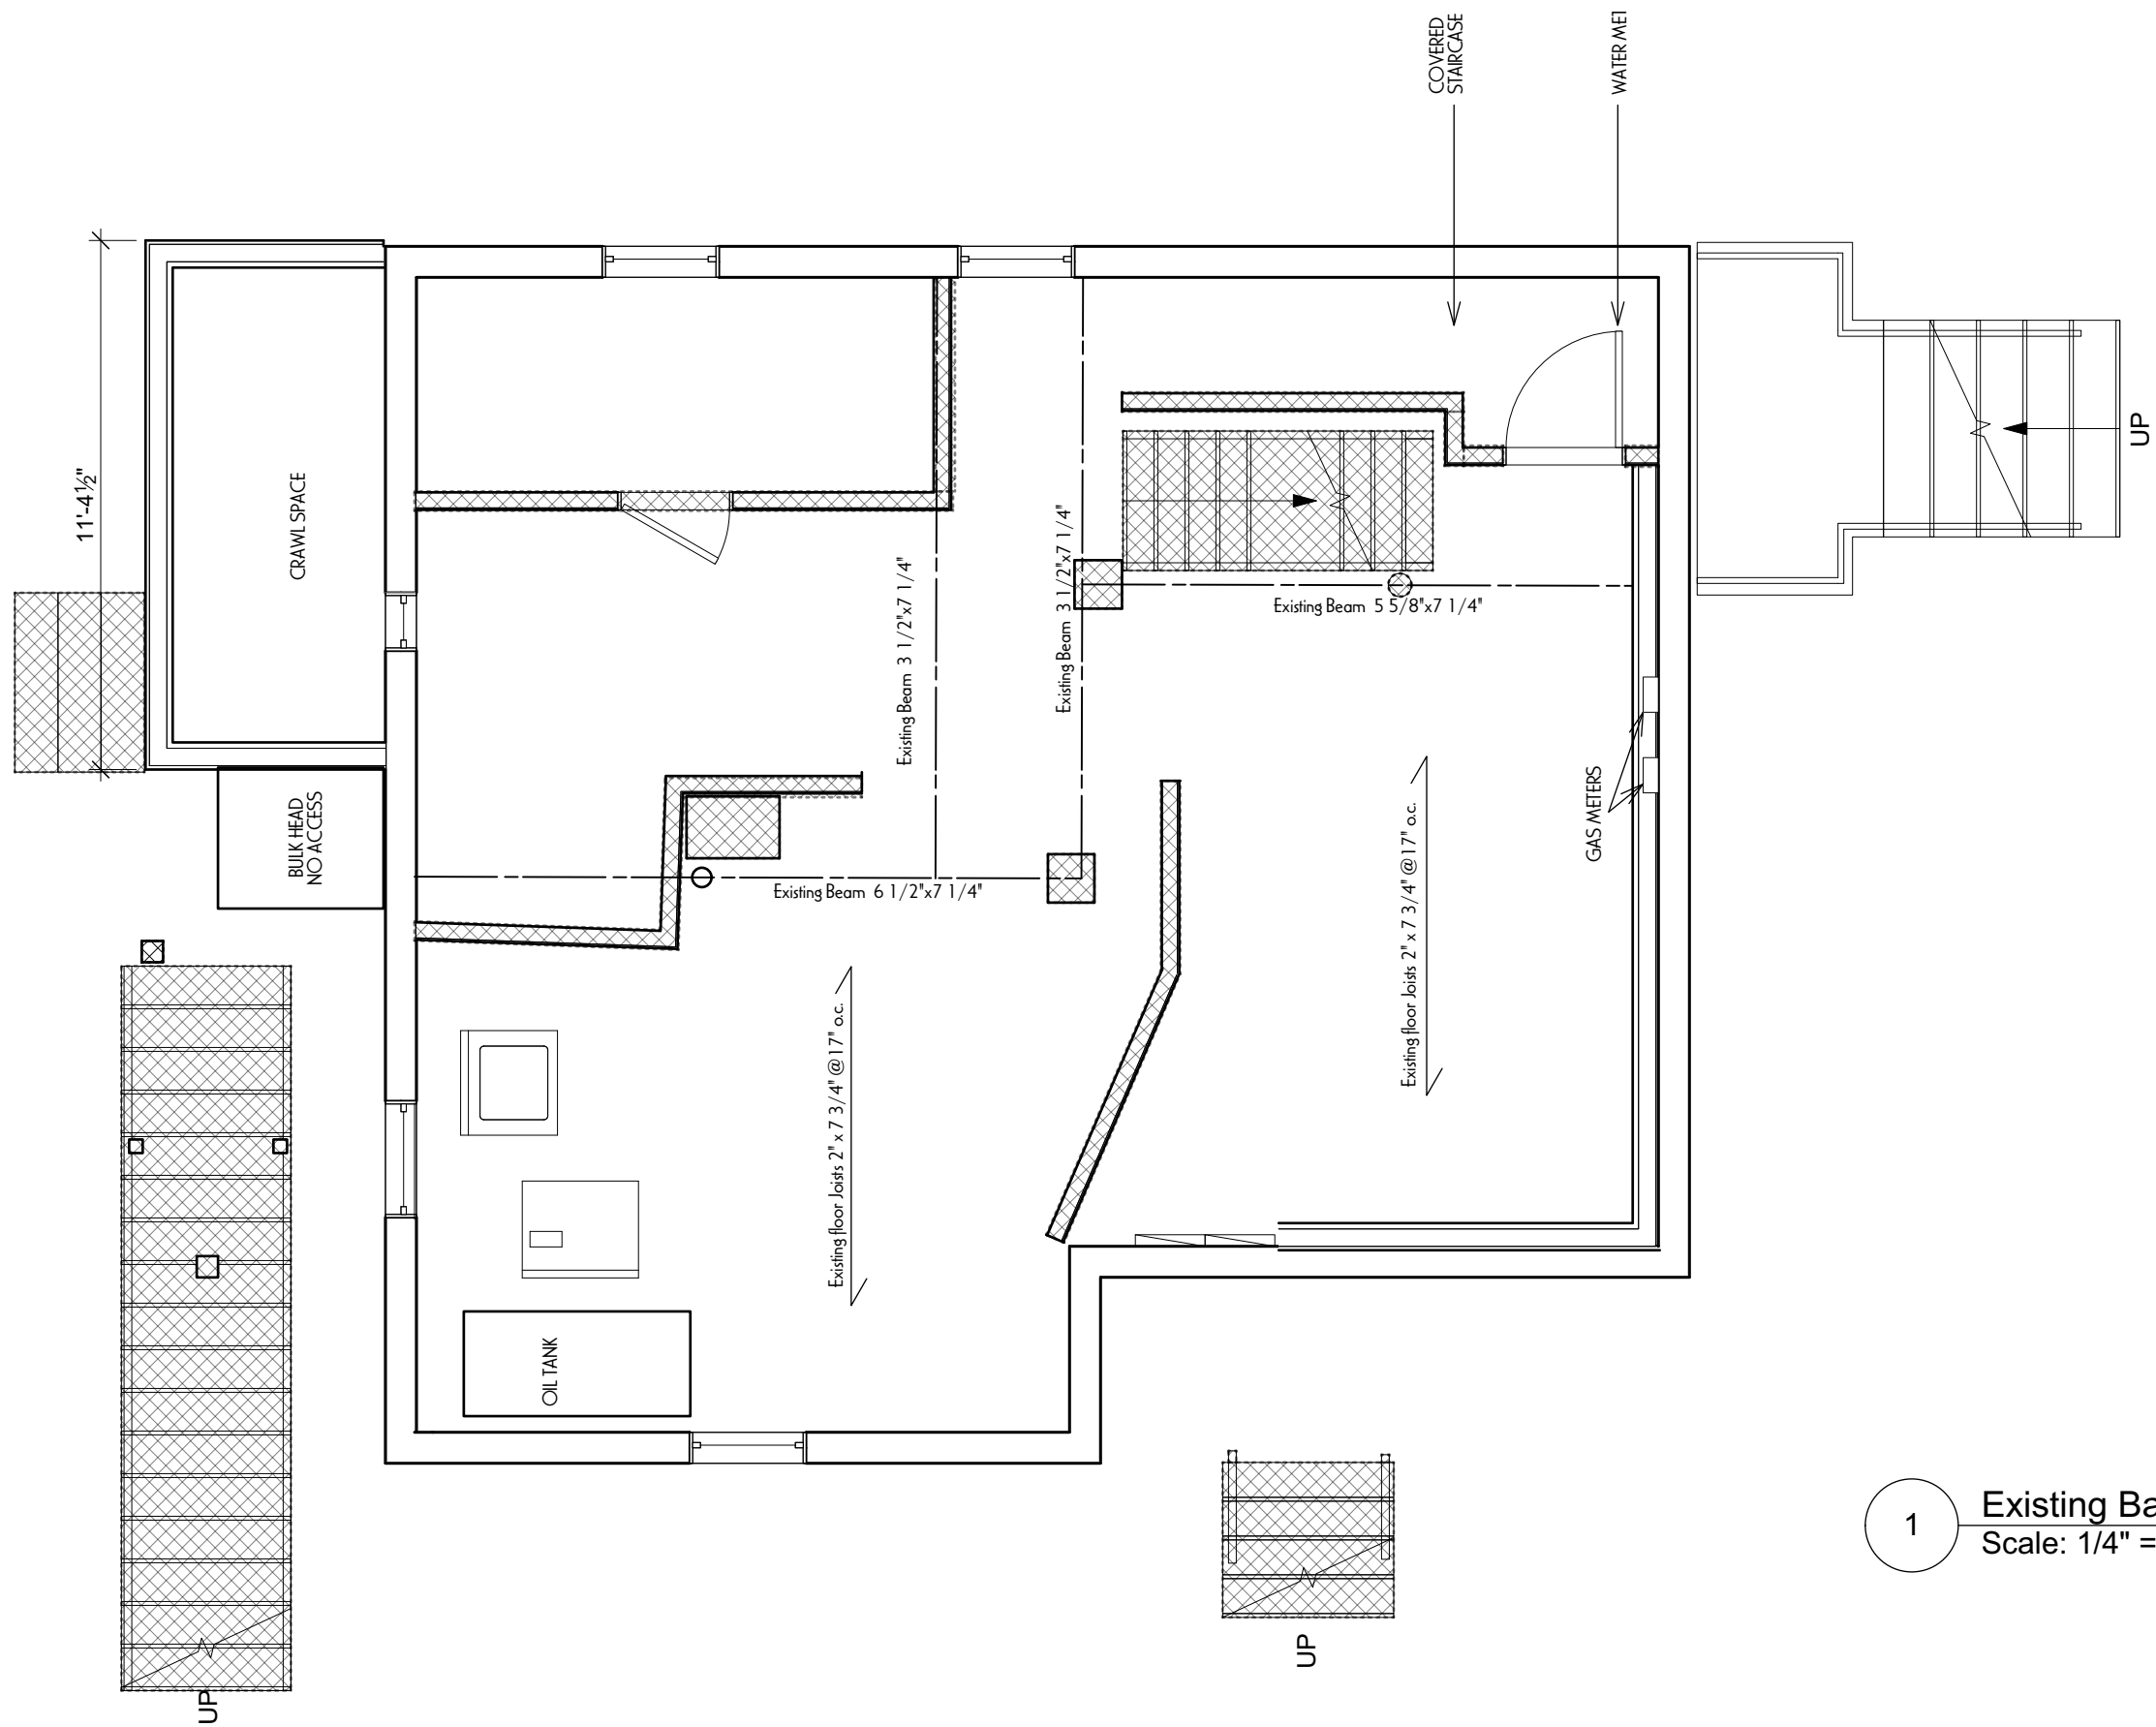 COVERED
STAIRCASE
WATER MET
11'-4½"
CRAWL SPACE
UP
Existing Beam 3 1/2"x7 1/4"
Existing Beam 3 1/2"x7 1/4"
Existing Beam 5 5/8"x7 1/4"
BULK HEAD
NO ACCESS
GAS METERS
Existing Beam 6 1/2"x7 1/4"
Existing floor Joists 2" x 7 3/4" @17" o.c.
Existing floor Joists 2" x 7 3/4" @17" o.c.
OIL TANK
UP
UP
1
Existing Ba
Scale: 1/4" =